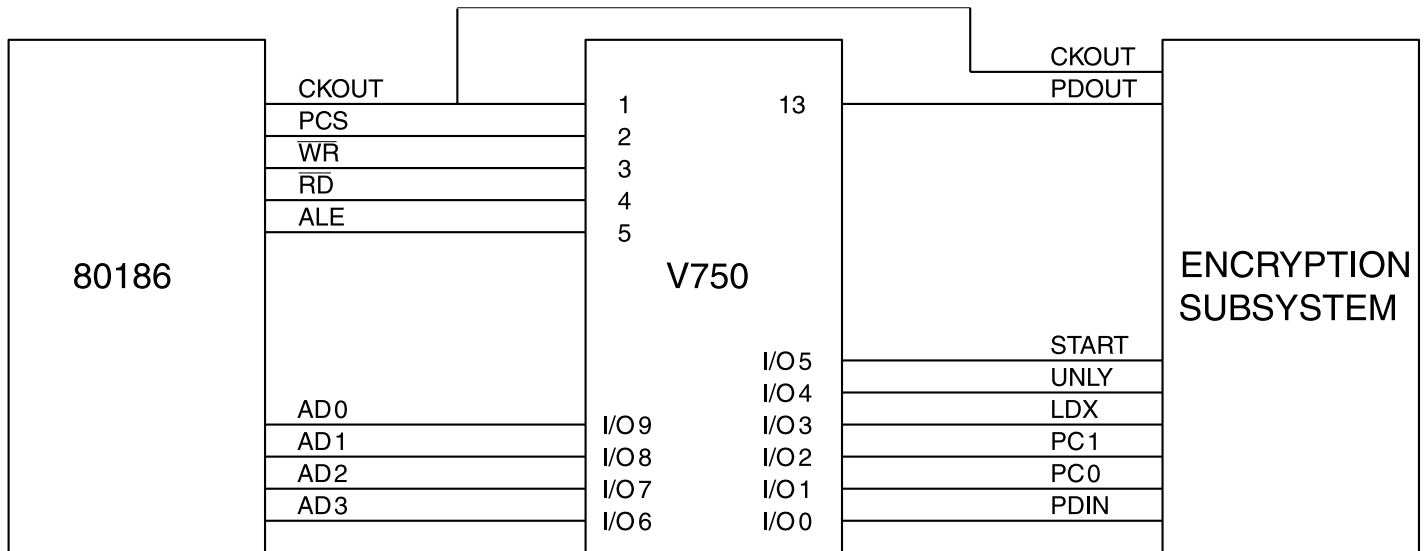 CKOUT
PDOUT
CKOUT
PCS
WR
RD
ALE
1
2
3
4
5
13
80186
V750
ENCRYPTION
SUBSYSTEM
AD0
AD1
AD2
AD3
I/O9
I/O8
I/O7
I/O6
I/O5
I/O4
I/O3
I/O2
I/O1
I/O0
START
UNLY
LDX
PC1
PC0
PDIN